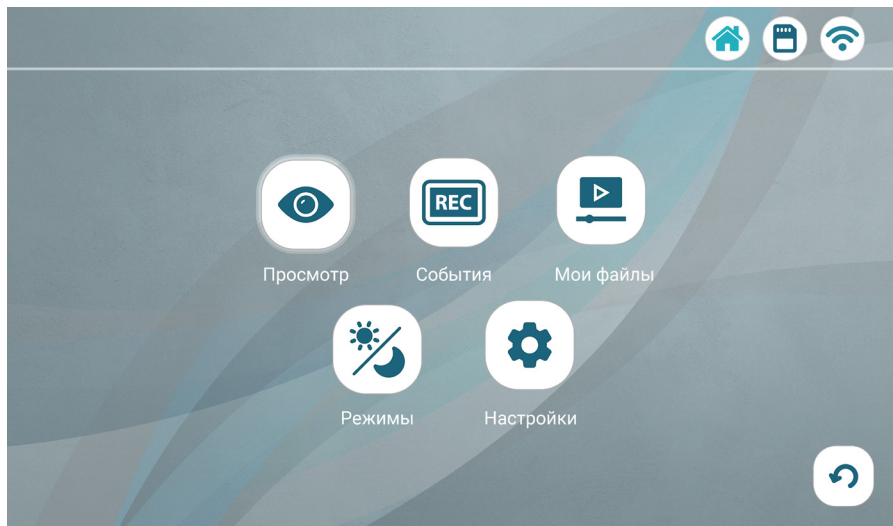 REC
Просмотр
События
Мои файлы
Режимы
Настройки